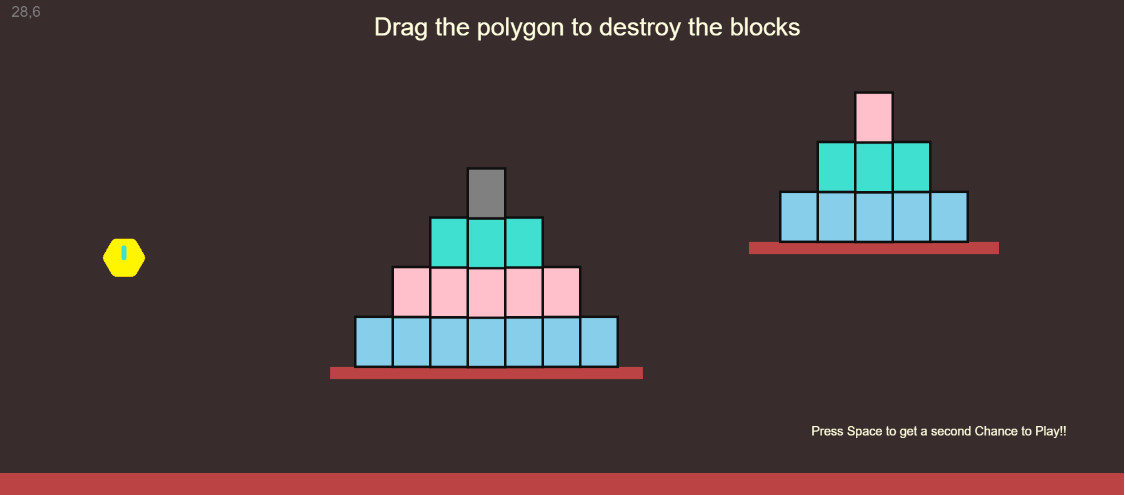 28,6
Drag the polygon to destroy the blocks
Press Space to get a second Chance to Play!!